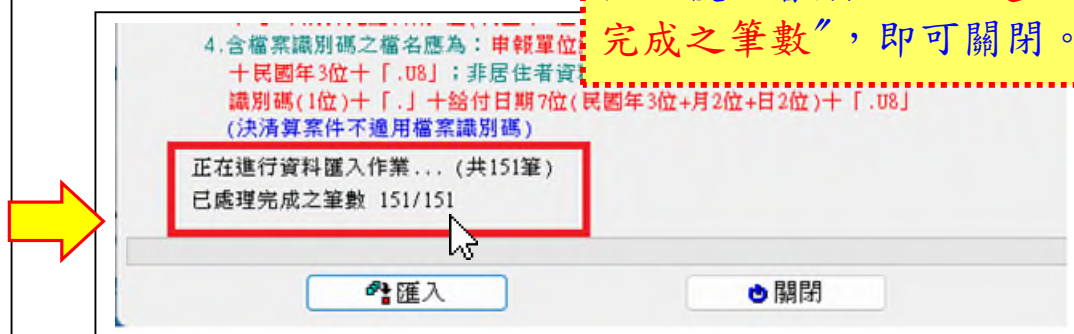 完成之筆數"，即可關閉。
4.含檔案識別碼之檔名應為：申報單位
十民國年3位十「.U8」；非居住者資
識別碼(1位)十「.」十給付日期7位(民國年3位+月2位+日2位)十「.U8」
(決清算案件不適用檔案識別碼)
正在進行資料匯入作業... (共151筆)
已處理完成之筆數 151/151
匯入
關閉